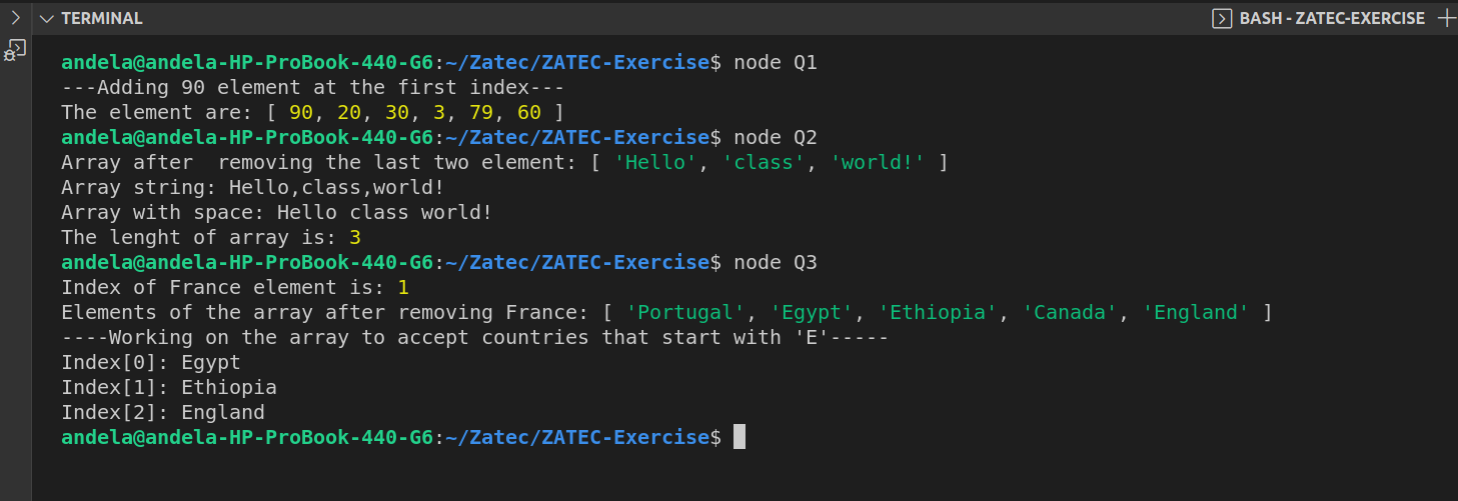 TERMINAL
BASH - ZATEC-EXERCISE
andela@andela-HP-ProBook-440-G6:~/Zatec/ZATEC-Exercise$ node Q1
---Adding 90 element at the first index---
The element are: [ 90, 20, 30, 3, 79, 60 ]
andela@andela-HP-ProBook-440-G6:~/Zatec/ZATEC-Exercise$ node Q2
Array after  removing the last two element: [ 'Hello', 'class', 'world!' ]
Array string: Hello,class,world!
Array with space: Hello class world!
The lenght of array is: 3
andela@andela-HP-ProBook-440-G6:~/Zatec/ZATEC-Exercise$ node Q3
Index of France element is: 1
Elements of the array after removing France: [ 'Portugal', 'Egypt', 'Ethiopia', 'Canada', 'England' ]
----Working on the array to accept countries that start with 'E'-----
Index[0]: Egypt
Index[1]: Ethiopia
Index[2]: England
andela@andela-HP-ProBook-440-G6:~/Zatec/ZATEC-Exercise$